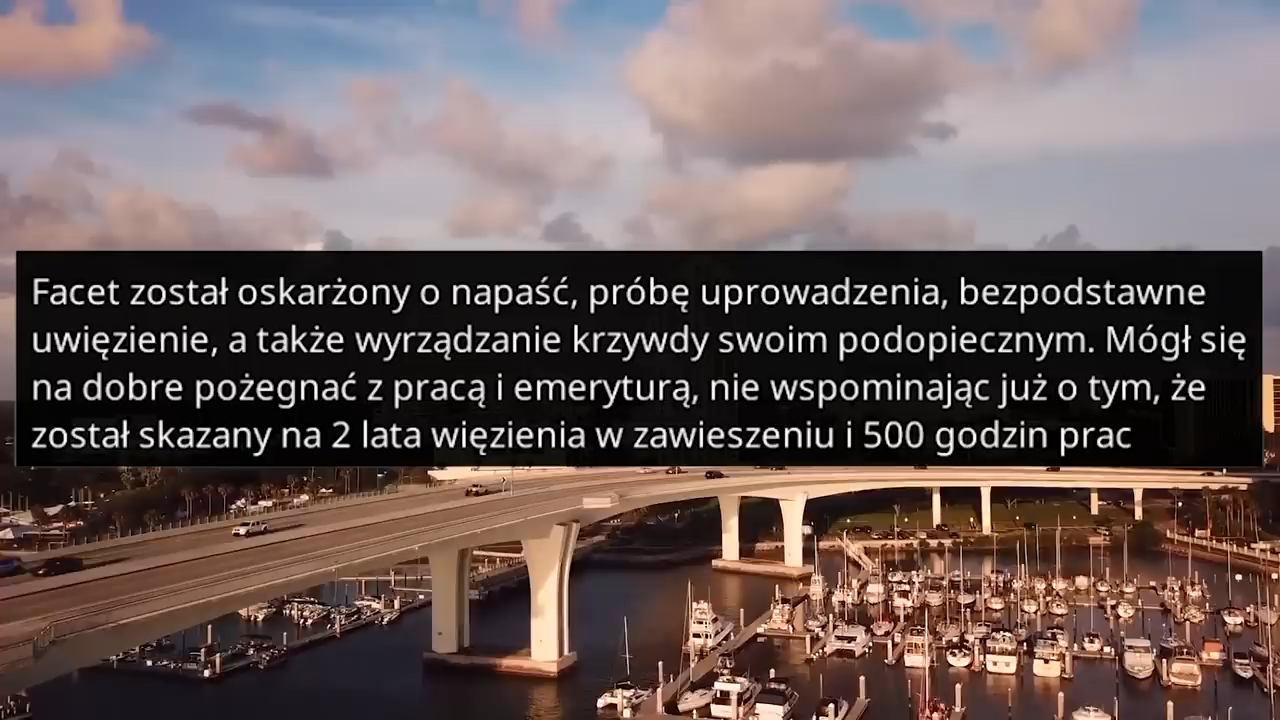 Facet został oskarżony o napaść, próbę uprowadzenia, bezpodstawne
uwięzienie, a także wyrządzanie krzywdy swoim podopiecznym. Mógł się
na dobre pożegnać z pracą i emeryturą, nie wspominając już o tym, że
został skazany na 2 lata więzienia w zawieszeniu i 500 godzin prac